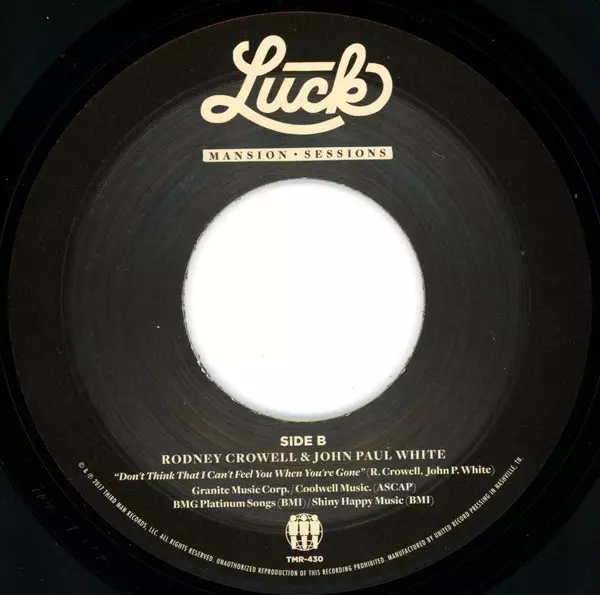 Luck
MANSION · SESSIONS
SIDE B
RODNEY CROWELL & JOHN PAUL WHITE
"Don't Think That I Can't Feel You When You're Gone" (R. Crowell, John P. White)
Granite Music Corp. / Coolwell Music. (ASCAP)
BMG Platinum Songs (BMI) / Shiny Happy Music (BMI)
TMR-430
© & ℗ 2017 THIRD MAN RECORDS, LLC. ALL RIGHTS RESERVED. UNAUTHORIZED REPRODUCTION OF THIS RECORDING PROHIBITED. MANUFACTURED BY UNITED RECORD PRESSING IN NASHVILLE, TN.